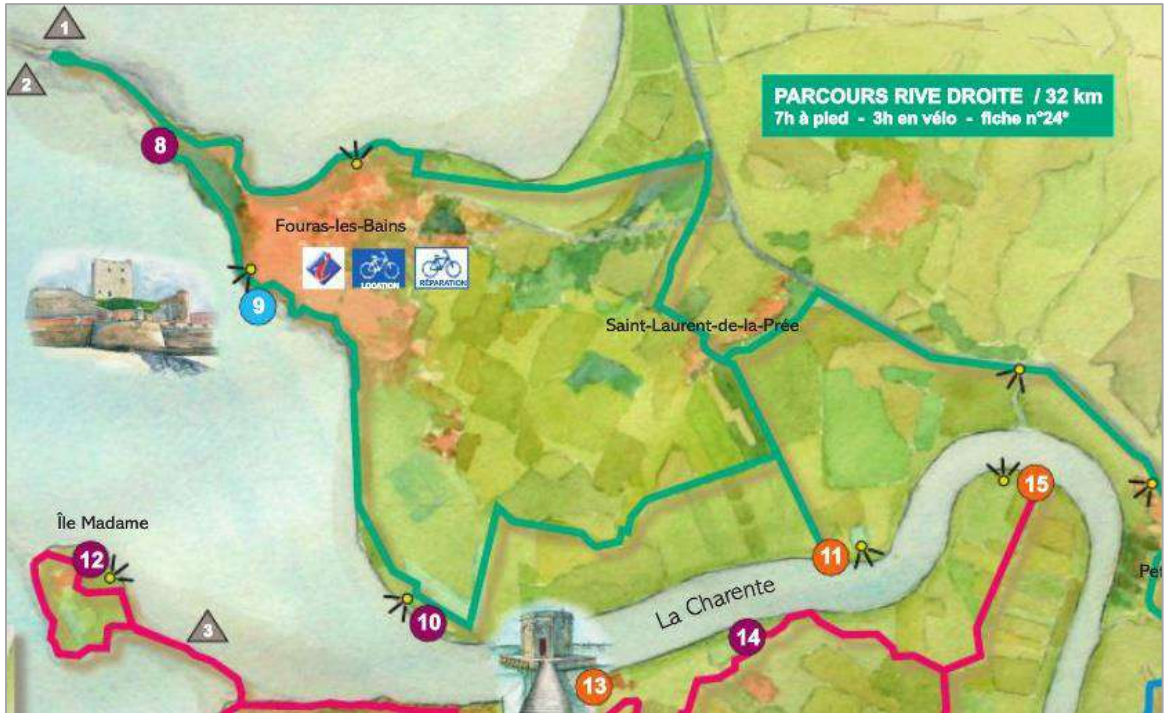 1
2
PARCOURS RIVE DROITE / 32 km
7h à pied - 3h en vélo - fiche n°24*
8
Fouras-les-Bains
i
LOCATION
RÉPARATION
9
Saint-Laurent-de-la-Prée
15
Île Madame
12
11
Pet
La Charente
10
3
14
13